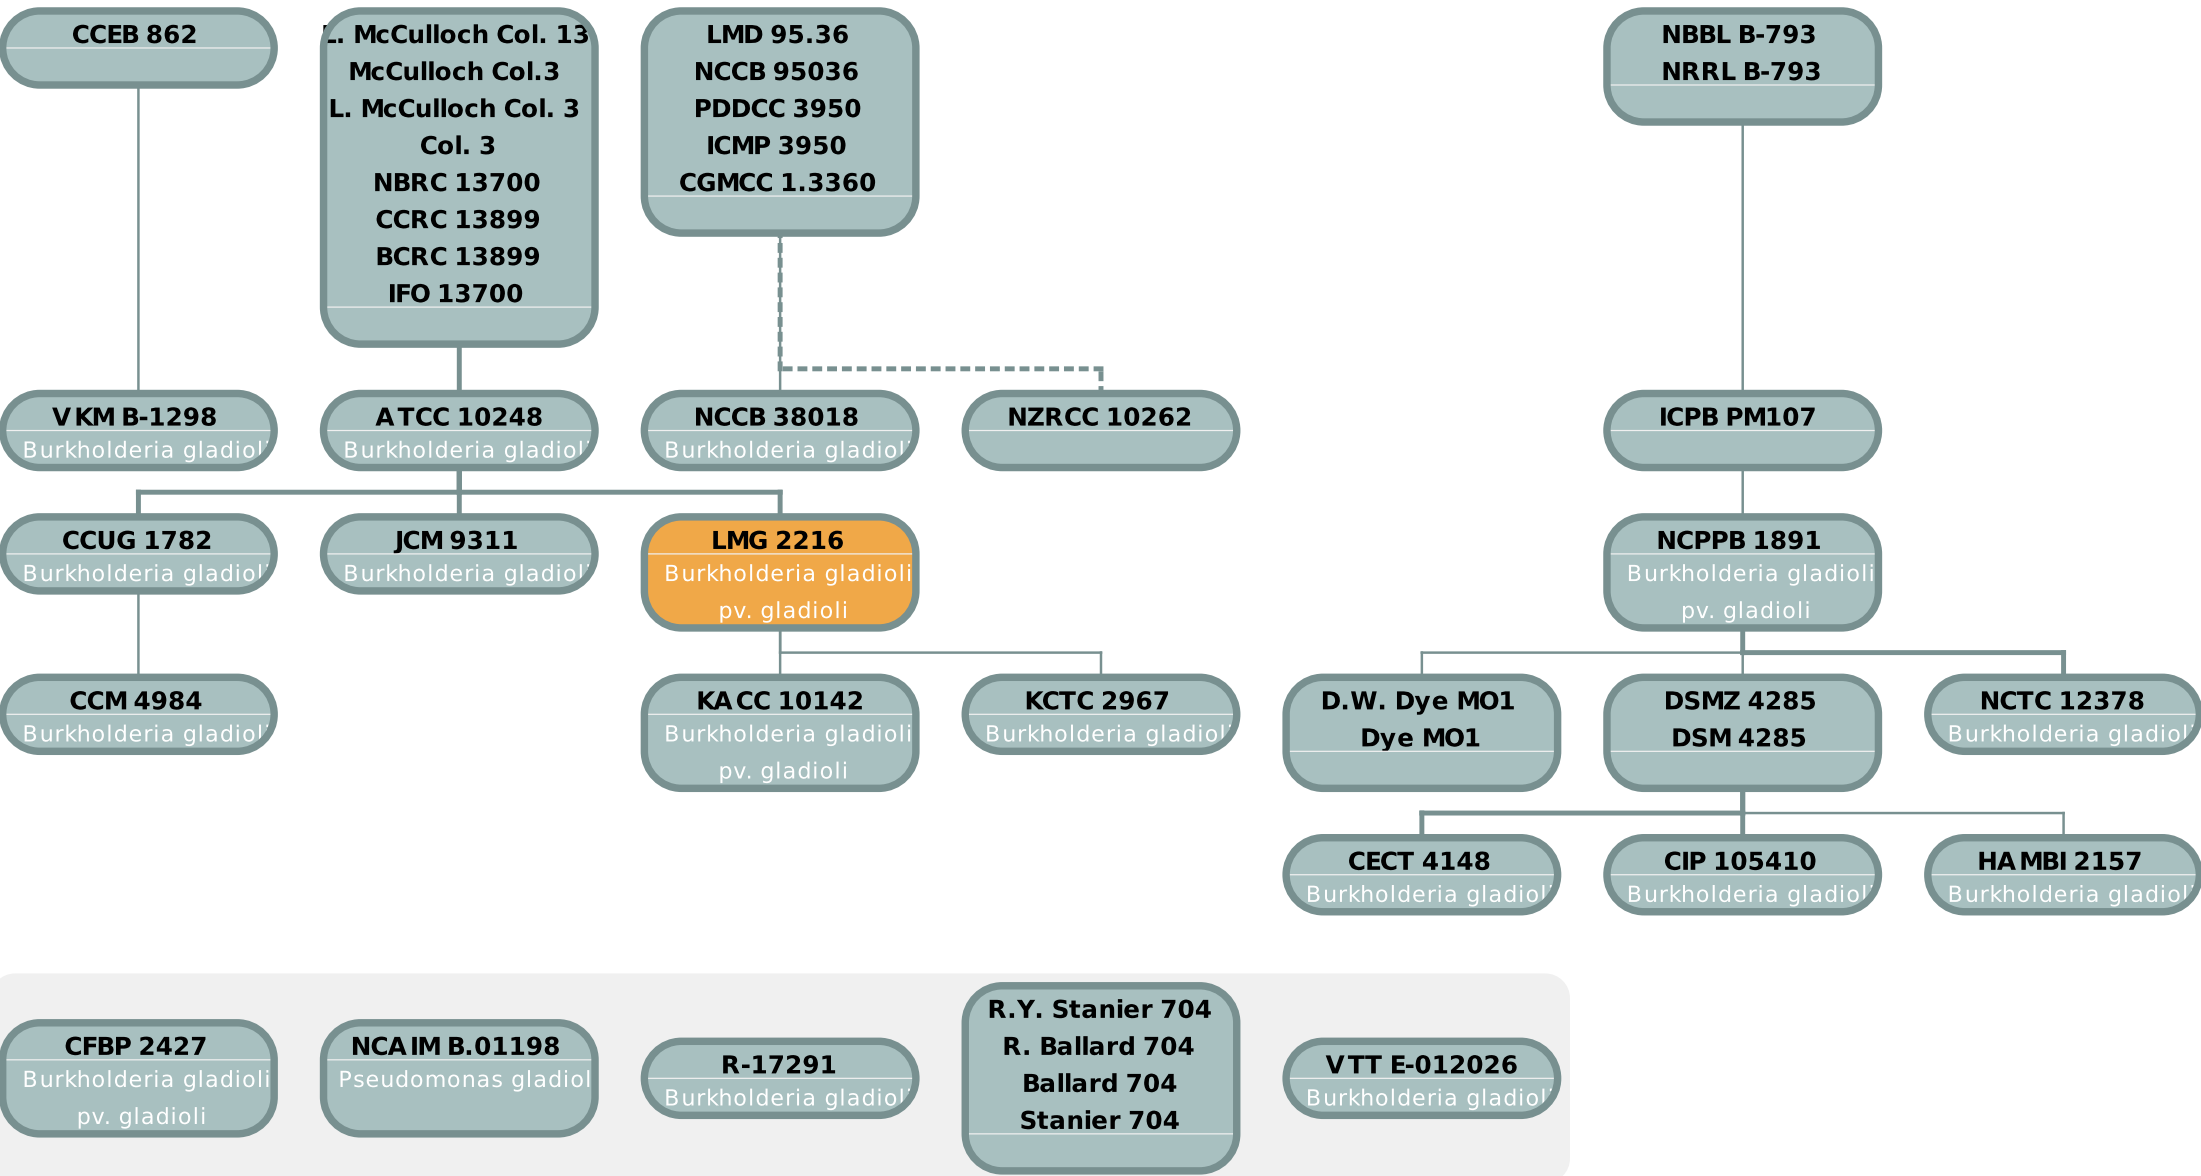 CCEB 862
L. McCulloch Col. 13
McCulloch Col.3
L. McCulloch Col. 3
Col. 3
NBRC 13700
CCRC 13899
BCRC 13899
IFO 13700
LMD 95.36
NCCB 95036
PDDCC 3950
ICMP 3950
CGMCC 1.3360
NBBL B-793
NRRL B-793
VKM B-1298
Burkholderia gladioli
ATCC 10248
Burkholderia gladioli
NCCB 38018
Burkholderia gladioli
NZRCC 10262
ICPB PM107
CCUG 1782
Burkholderia gladioli
JCM 9311
Burkholderia gladioli
LMG 2216
Burkholderia gladioli
pv. gladioli
NCPPB 1891
Burkholderia gladioli
pv. gladioli
CCM 4984
Burkholderia gladioli
KACC 10142
Burkholderia gladioli
pv. gladioli
KCTC 2967
Burkholderia gladioli
D.W. Dye MO1
Dye MO1
DSMZ 4285
DSM 4285
NCTC 12378
Burkholderia gladioli
CECT 4148
Burkholderia gladioli
CIP 105410
Burkholderia gladioli
HAMBI 2157
Burkholderia gladioli
CFBP 2427
Burkholderia gladioli
pv. gladioli
NCAIM B.01198
Pseudomonas gladiol
R-17291
Burkholderia gladioli
R.Y. Stanier 704
R. Ballard 704
Ballard 704
Stanier 704
VTT E-012026
Burkholderia gladioli